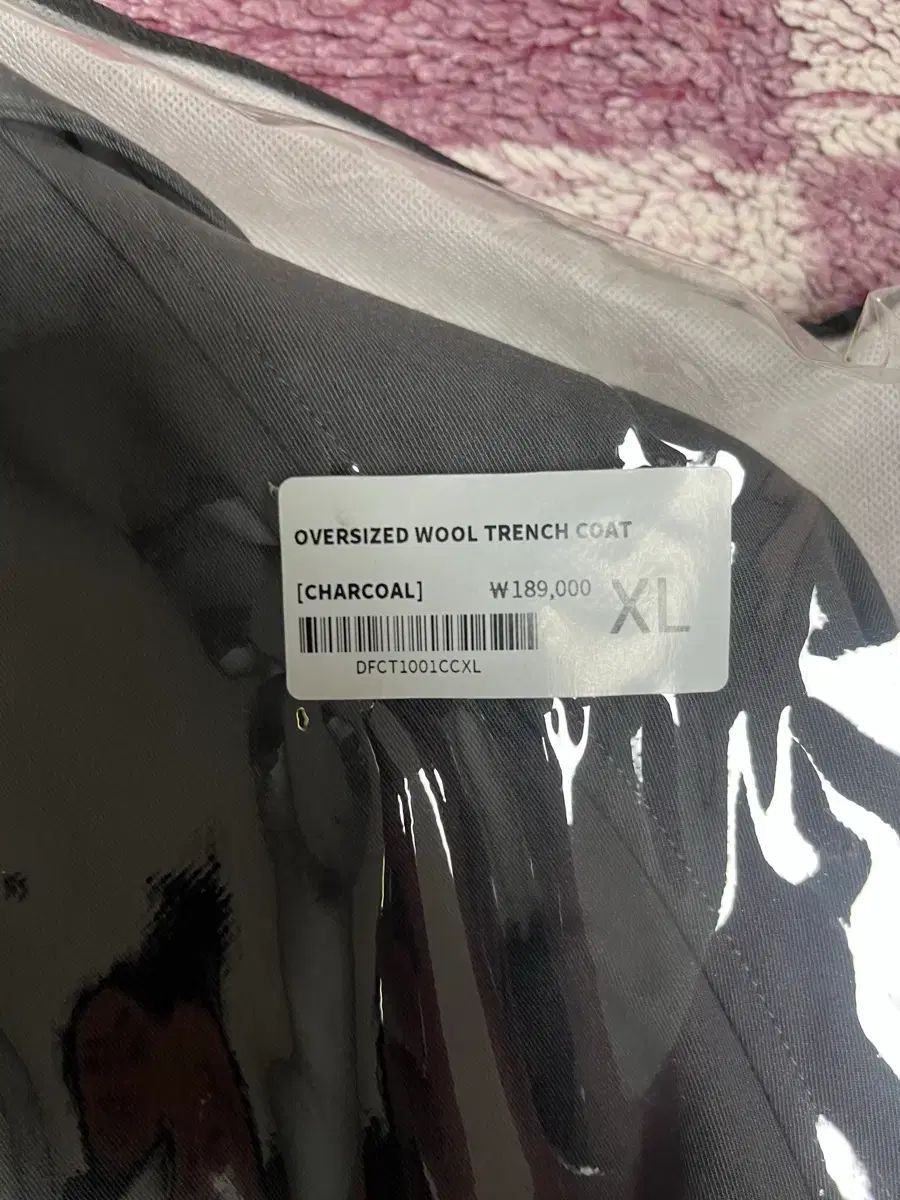 OVERSIZED WOOL TRENCH COAT
[CHARCOAL] ₩189,000 XL
DFCT1001CCXL